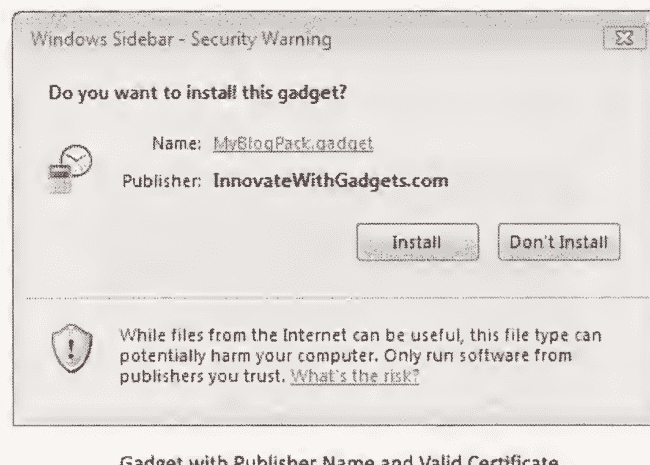 Windows Sidebar - Security Warning
Do you want to install this gadget?
Name: MyBlogPack.gadget
Publisher: InnovateWithGadgets.com
Install Don't Install
While files from the Internet can be useful, this file type can
potentially harm your computer. Only run software from
publishers you trust. What's the risk?
Gadget with Publisher Name and Valid Certificate